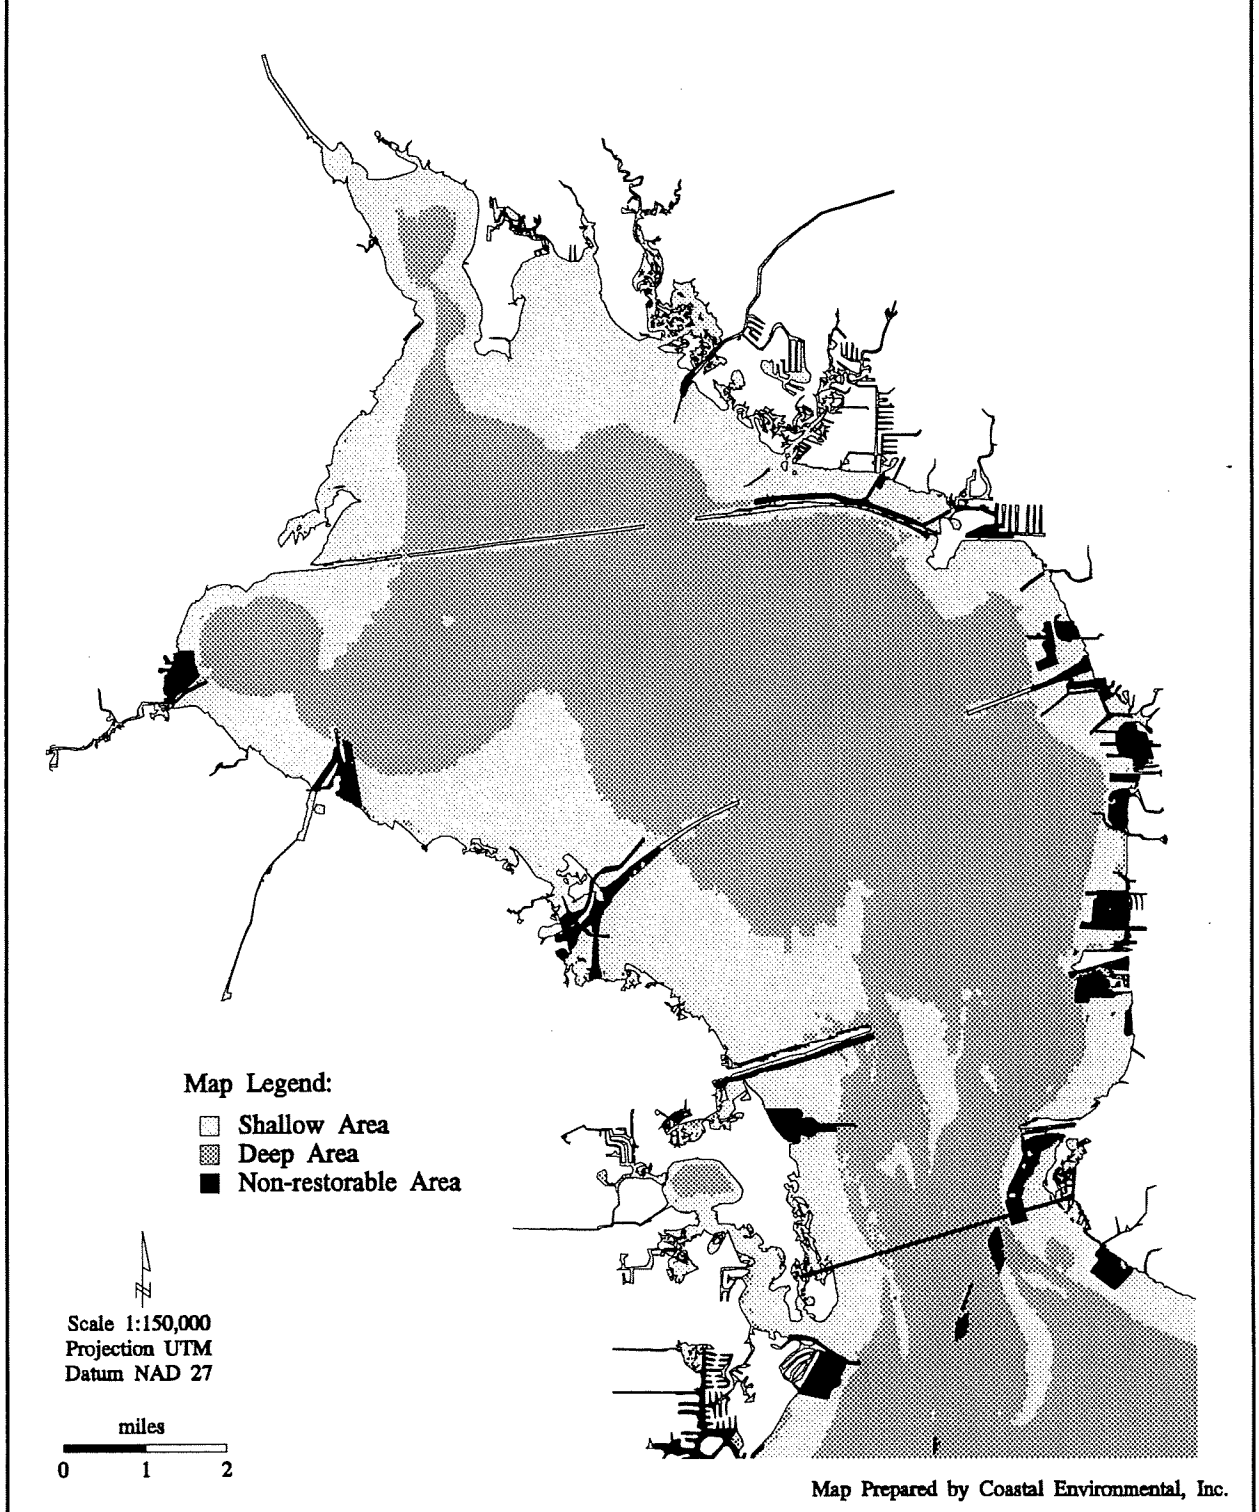 Map Legend:
Shallow Area
Deep Area
Non-restorable Area
N
Scale 1:150,000
Projection UTM
Datum NAD 27
miles
0 1 2
Map Prepared by Coastal Environmental, Inc.